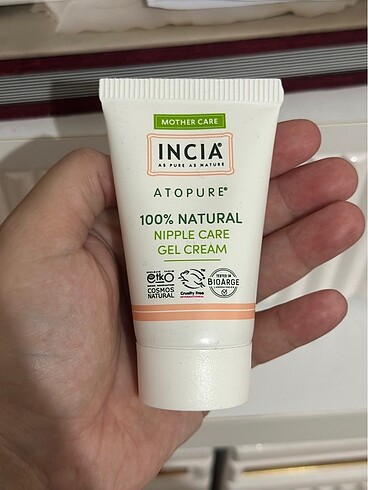 MOTHER CARE
INCIA®
AS PURE AS NATURE
ATOPURE®
100% NATURAL
NIPPLE CARE
GEL CREAM
etko
COSMOS
NATURAL
Cruelty Free
TESTED IN
BIOARGE